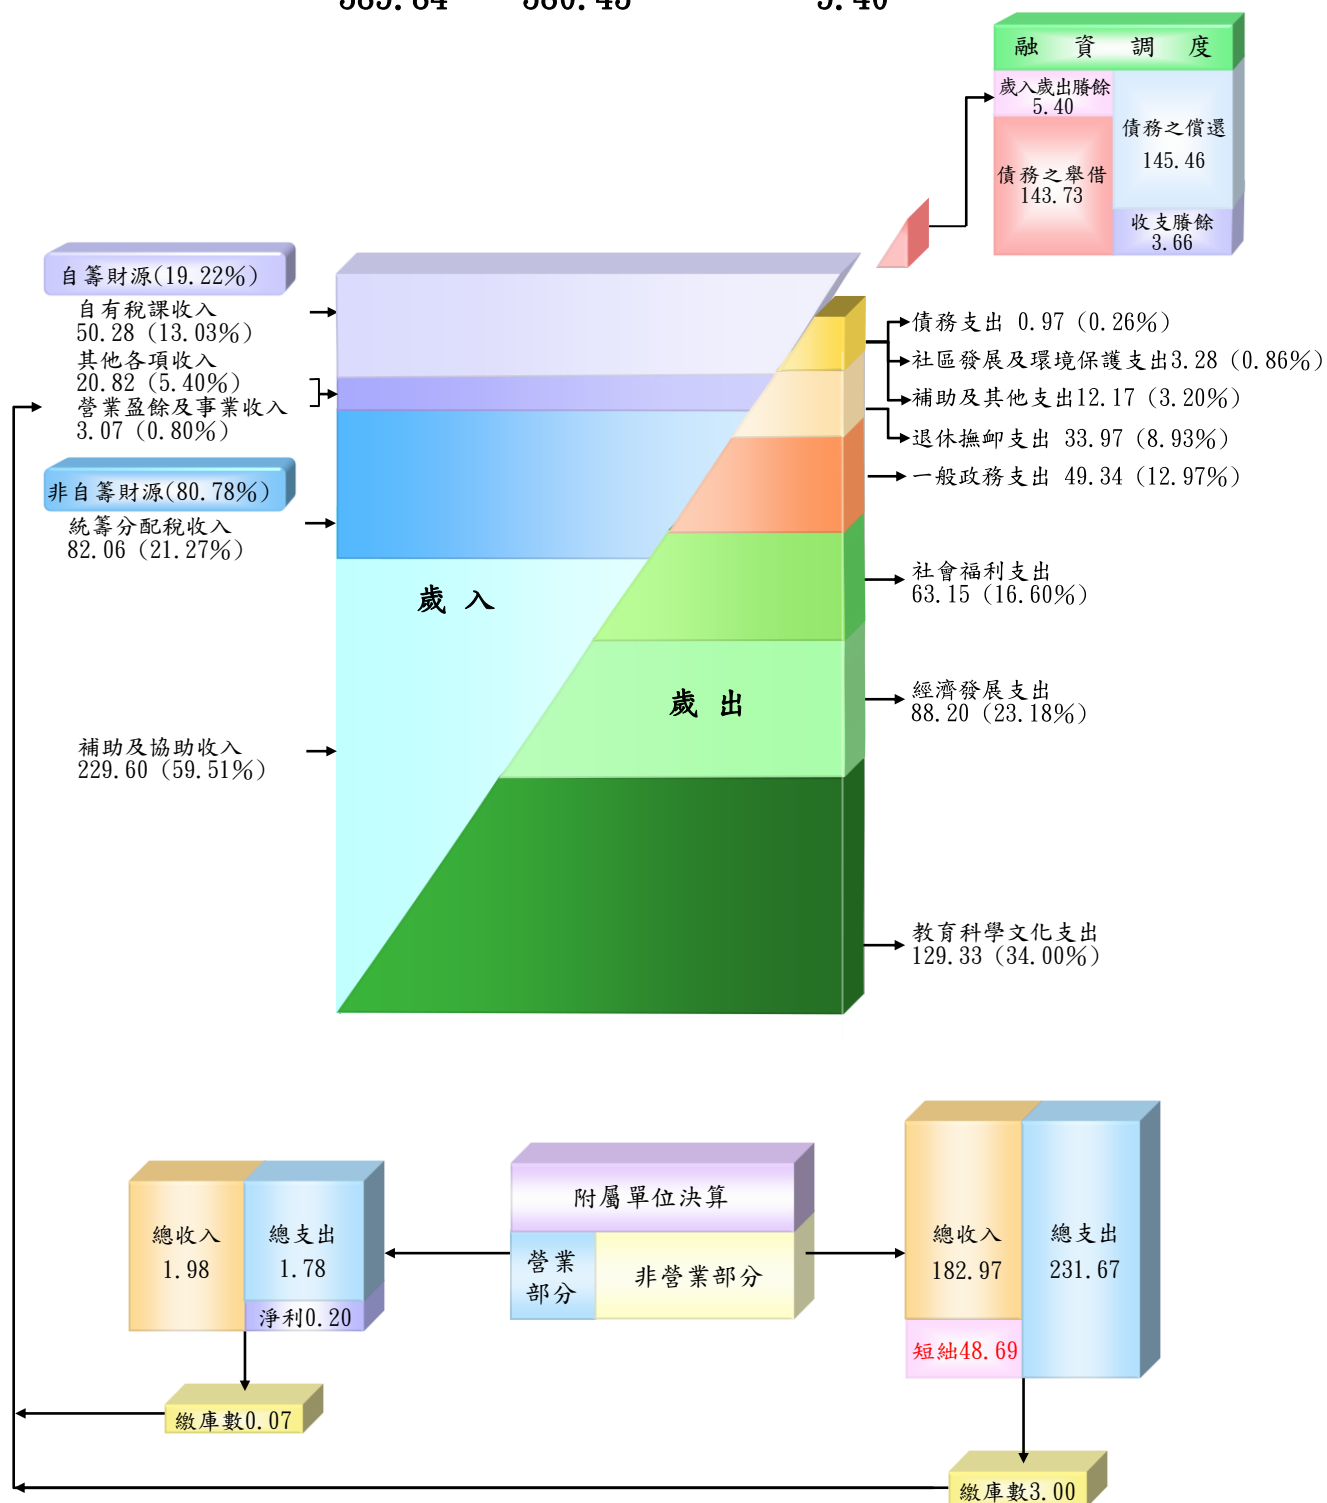 融資調度
歲入歲出賸餘
5.40
債務之償還
145.46
債務之舉借
143.73
收支賸餘
3.66
自籌財源(19.22%)
自有稅課收入
50.28 (13.03%)
其他各項收入
20.82 (5.40%)
營業盈餘及事業收入
3.07 (0.80%)
非自籌財源(80.78%)
統籌分配稅收入
82.06 (21.27%)
補助及協助收入
229.60 (59.51%)
歲入
歲出
債務支出 0.97 (0.26%)
社區發展及環境保護支出3.28 (0.86%)
補助及其他支出12.17 (3.20%)
退休撫卹支出 33.97 (8.93%)
一般政務支出 49.34 (12.97%)
社會福利支出
63.15 (16.60%)
經濟發展支出
88.20 (23.18%)
教育科學文化支出
129.33 (34.00%)
附屬單位決算
營業
部分
非營業部分
總收入
1.98
總支出
1.78
淨利0.20
繳庫數0.07
總收入
182.97
總支出
231.67
短絀48.69
繳庫數3.00